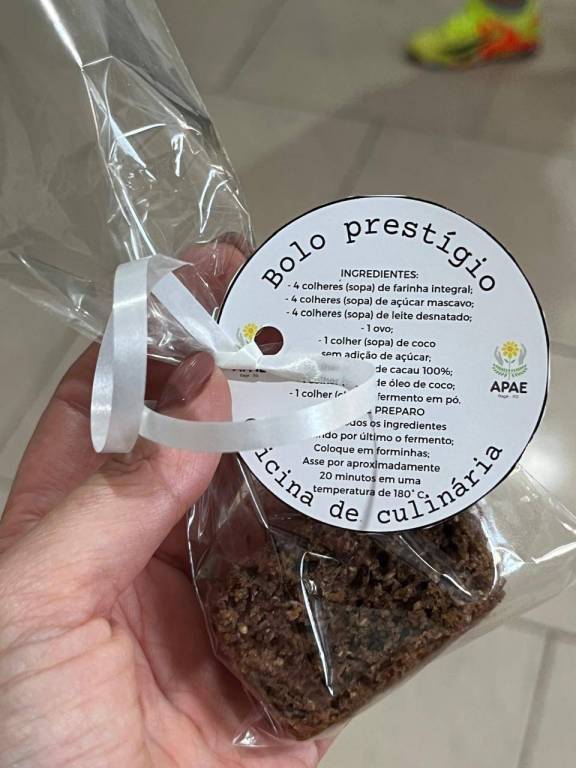 Bolo prestígio
INGREDIENTES:
- 4 colheres (sopa) de farinha integral;
- 4 colheres (sopa) de açúcar mascavo;
- 4 colheres (sopa) de leite desnatado;
- 1 ovo;
- 1 colher (sopa) de coco
sem adição de açúcar;
de cacau 100%;
- 1 colher de óleo de coco;
- 1 colher fermento em pó.
PREPARO
os ingredientes
por último o fermento;
Coloque em forminhas;
Asse por aproximadamente
20 minutos em uma
temperatura de 180° C.
de culinária
APAE